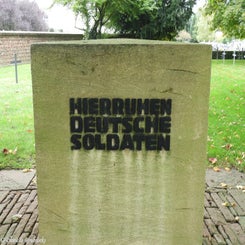 HIER RUHEN
DEUTSCHE
SOLDATEN